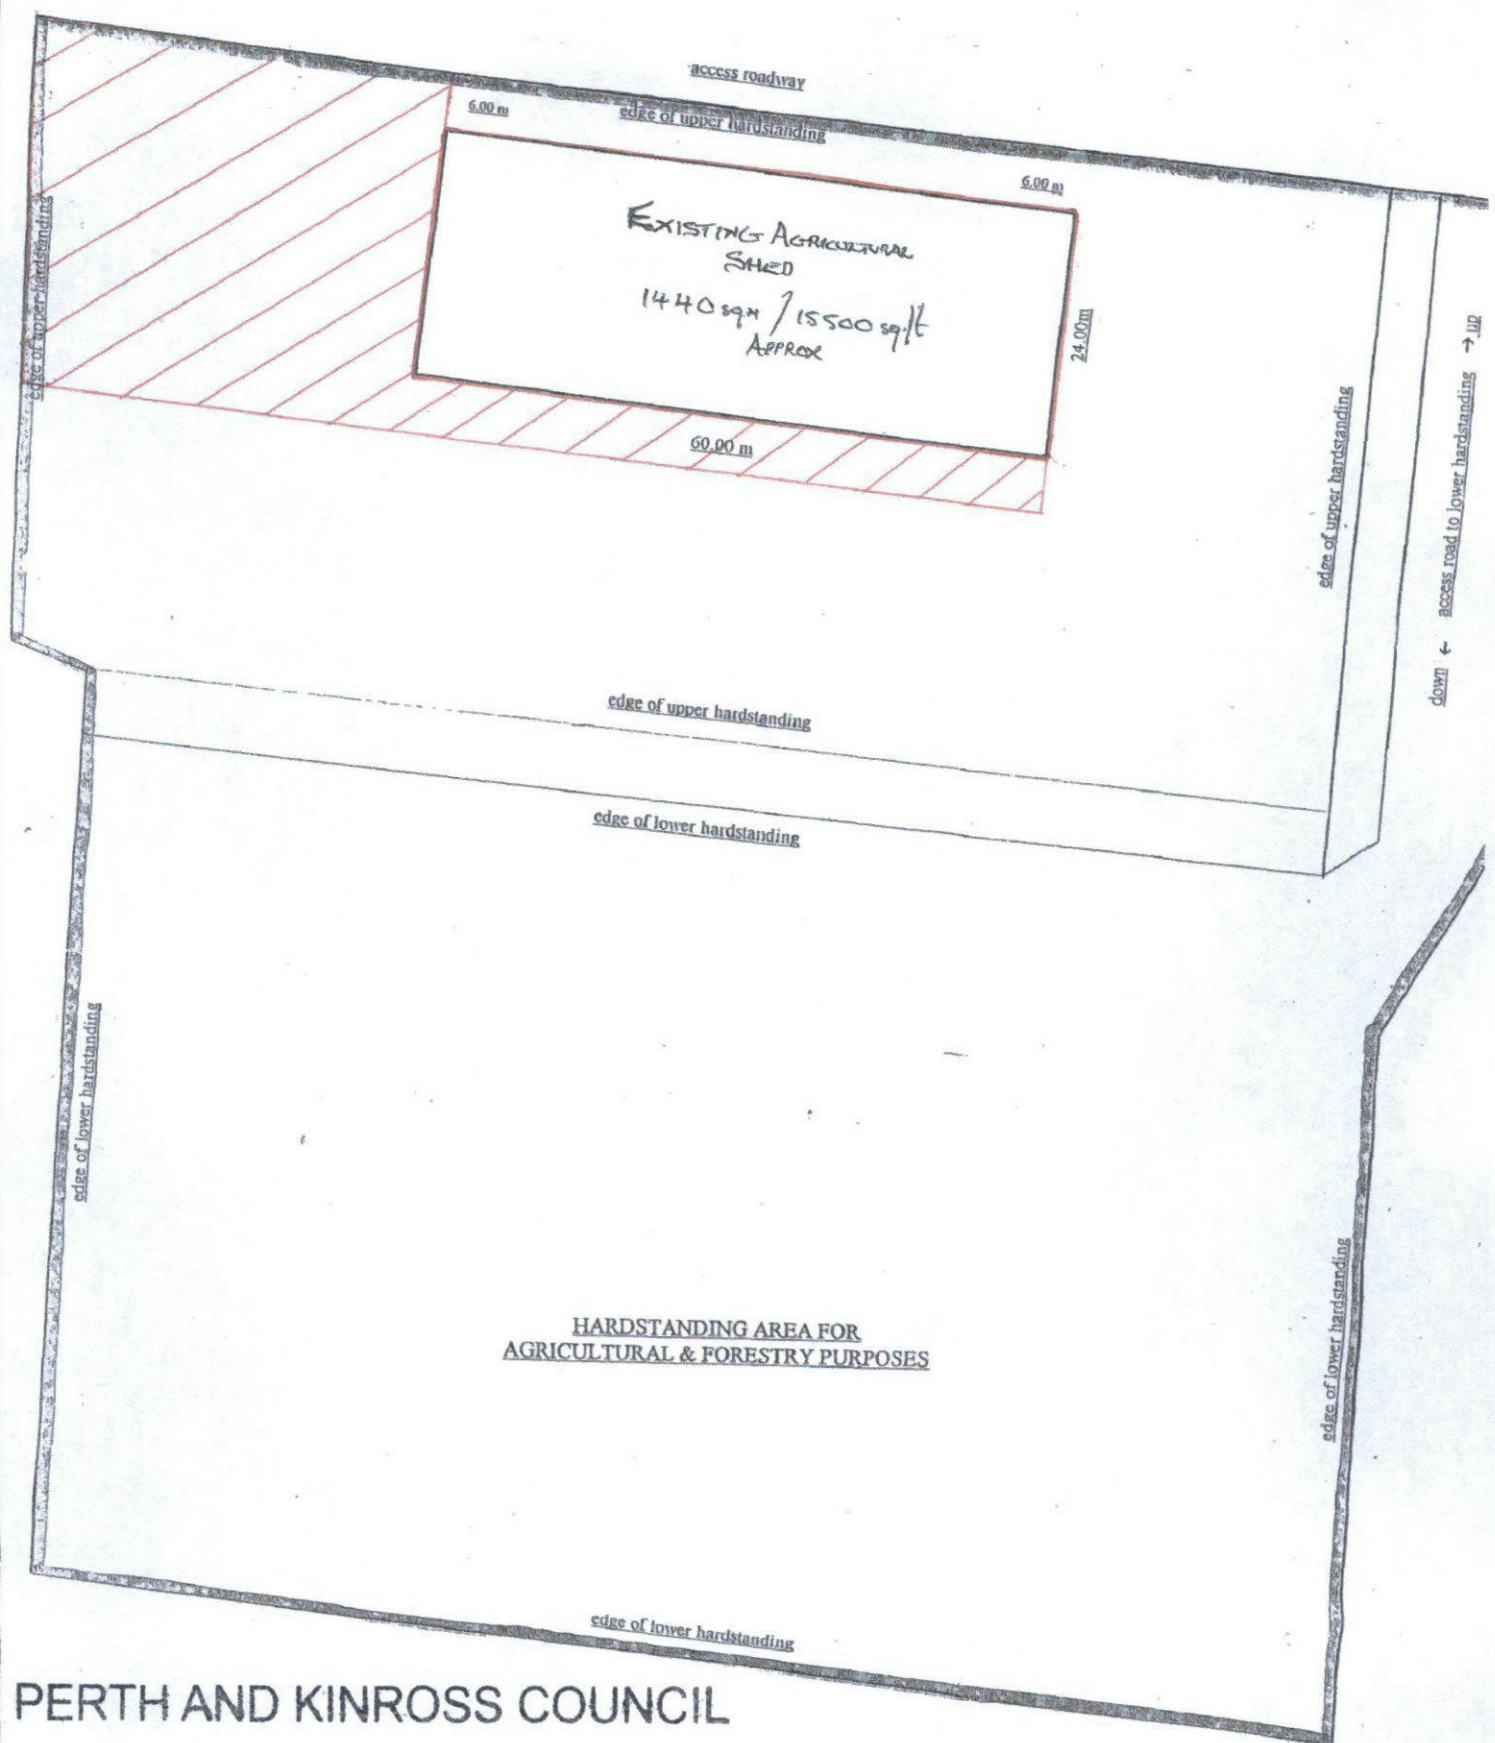 access roadway
6.00 m
edge of upper hardstanding
6.00 m
EXISTING AGRICULTURAL
SHED
1440 sqm / 15500 sq/ft
APPROX
24.00m
60.00 m
edge of upper hardstanding
edge of upper hardstanding
down ← access road to lower hardstanding → up
edge of upper hardstanding
edge of lower hardstanding
edge of lower hardstanding
HARDSTANDING AREA FOR
AGRICULTURAL & FORESTRY PURPOSES
edge of lower hardstanding
edge of lower hardstanding
PERTH AND KINROSS COUNCIL